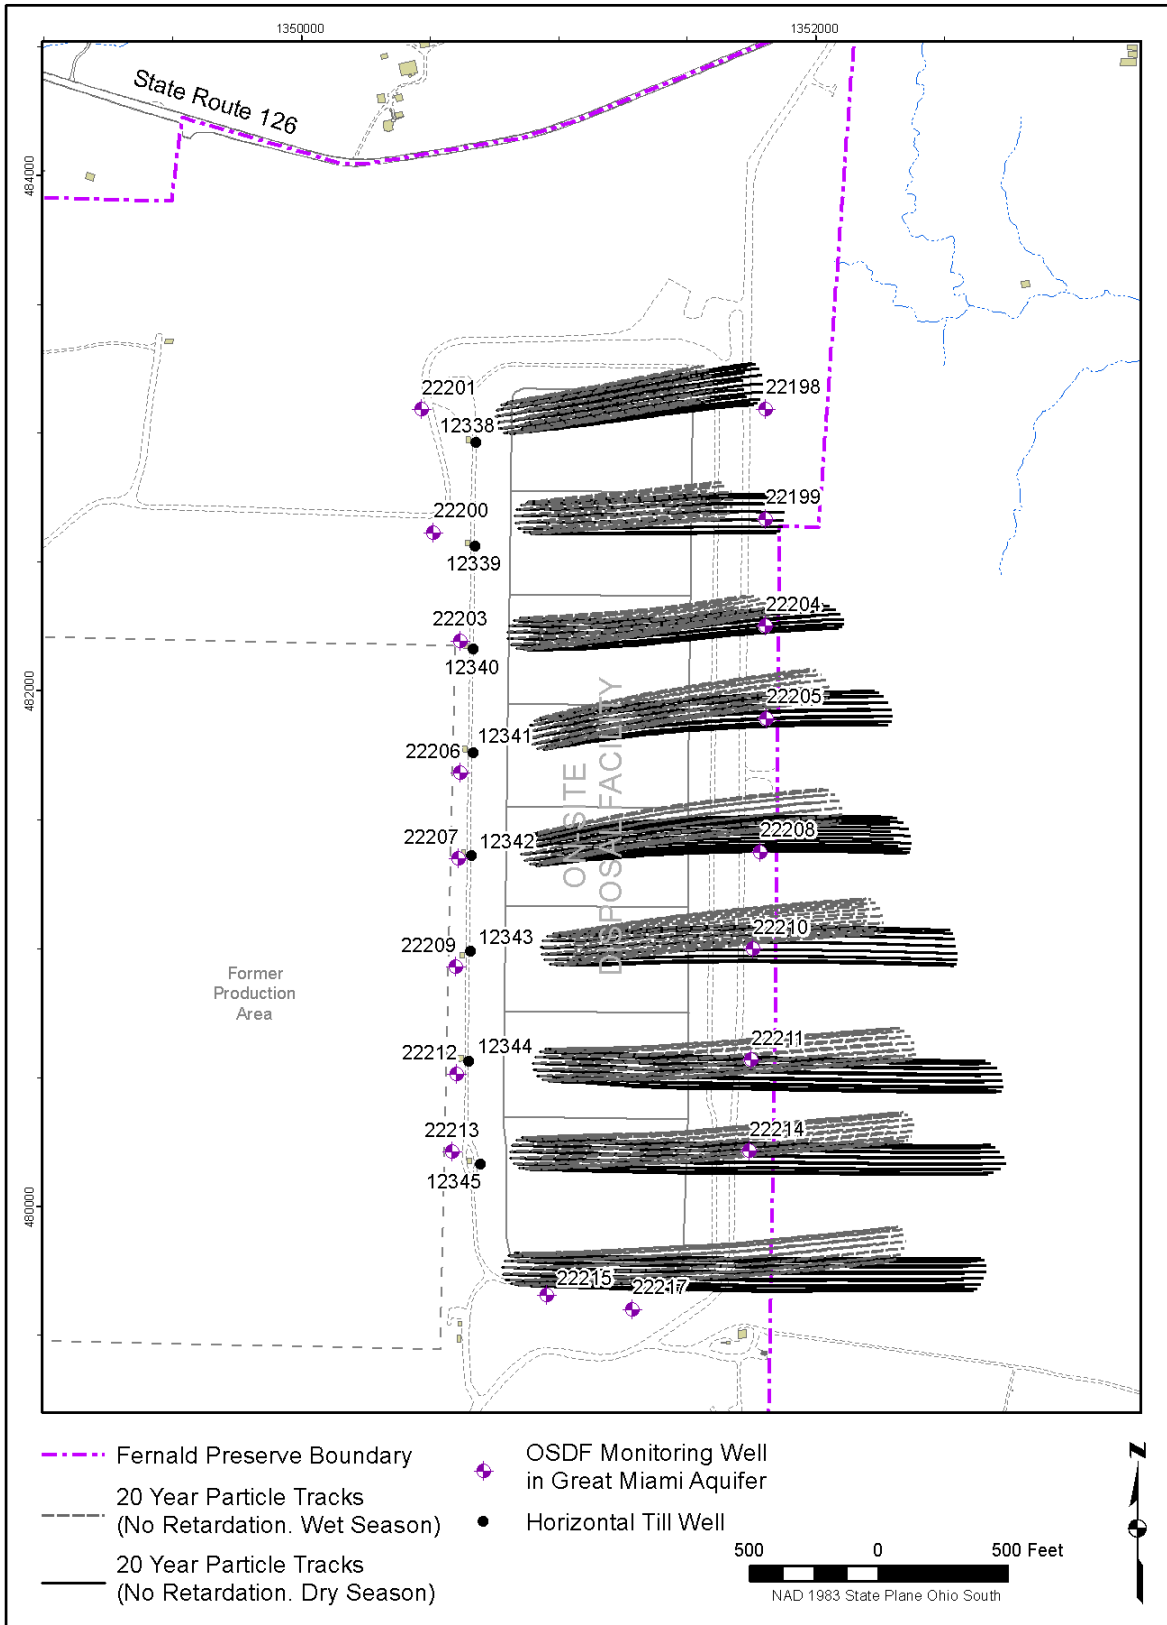 1350000
1352000
State Route 126
484000
482000
480000
22201
12338
22198
22200
12339
22199
22203
12340
22204
12341
22205
22206
ON-SITE
DISPOSAL FACILITY
22207
12342
22208
22209
12343
22210
Former
Production
Area
22212
12344
22211
22213
12345
22214
22215
22217
Fernald Preserve Boundary
20 Year Particle Tracks
(No Retardation. Wet Season)
20 Year Particle Tracks
(No Retardation. Dry Season)
OSDF Monitoring Well
in Great Miami Aquifer
Horizontal Till Well
500 0 500 Feet
NAD 1983 State Plane Ohio South
N